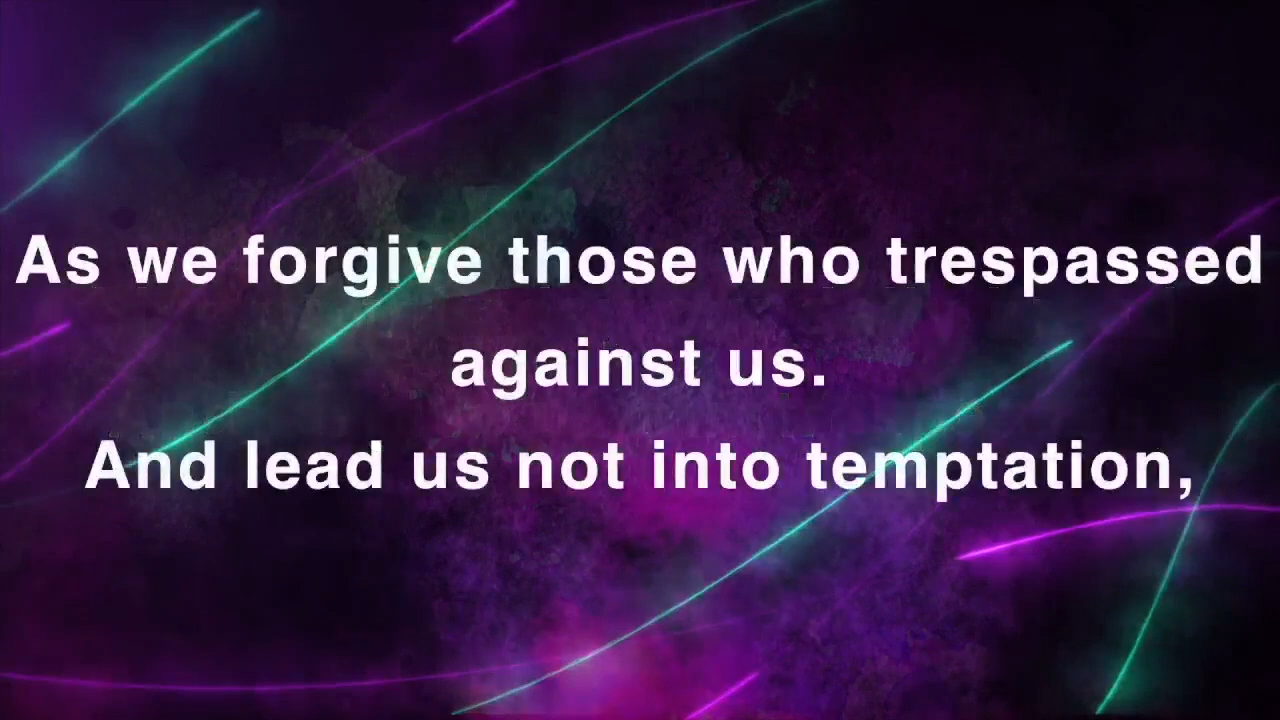 As we forgive those who trespassed
against us.
And lead us not into temptation,